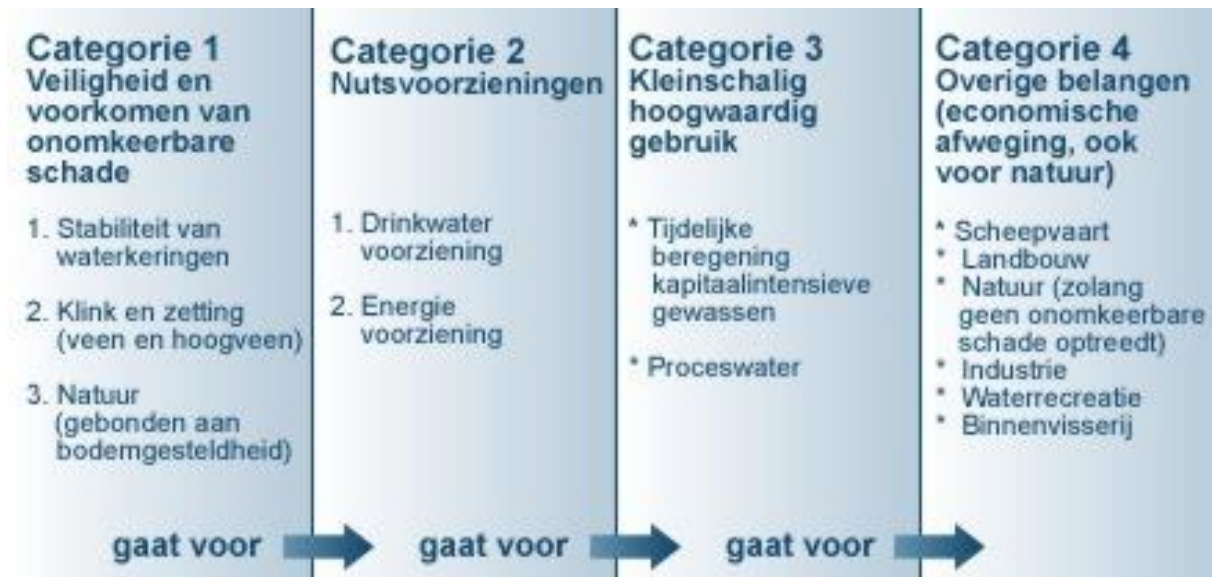 Categorie 1
Veiligheid en
voorkomen van
onomkeerbare
schade
1. Stabiliteit van
waterkeringen
2. Klink en zetting
(veen en hoogveen)
3. Natuur
(gebonden aan
bodemgesteldheid)
gaat voor
Categorie 2
Nutsvoorzieningen
1. Drinkwater
voorziening
2. Energie
voorziening
gaat voor
Categorie 3
Kleinschalig
hoogwaardig
gebruik
* Tijdelijke
beregening
kapitaalintensieve
gewassen
* Proceswater
gaat voor
Categorie 4
Overige belangen
(economische
afweging, ook
voor natuur)
* Scheepvaart
* Landbouw
* Natuur (zolang
geen onomkeerbare
schade optreedt)
* Industrie
* Waterrecreatie
* Binnenvisserij